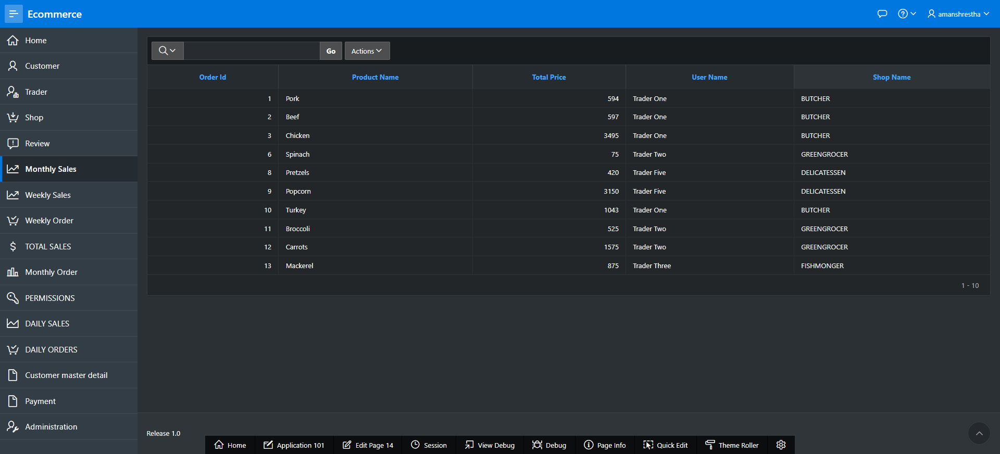 Ecommerce
amanshrestha
Home
Customer
Trader
Shop
Review
Monthly Sales
Weekly Sales
Weekly Order
TOTAL SALES
Monthly Order
PERMISSIONS
DAILY SALES
DAILY ORDERS
Customer master detail
Payment
Administration
Go Actions
Order Id Product Name Total Price User Name Shop Name
1 Pork 594 Trader One BUTCHER
2 Beef 597 Trader One BUTCHER
3 Chicken 3495 Trader One BUTCHER
6 Spinach 75 Trader Two GREENGROCER
8 Pretzels 420 Trader Five DELICATESSEN
9 Popcorn 3150 Trader Five DELICATESSEN
10 Turkey 1043 Trader One BUTCHER
11 Broccoli 525 Trader Two GREENGROCER
12 Carrots 1575 Trader Two GREENGROCER
13 Mackerel 875 Trader Three FISHMONGER
1 - 10
Release 1.0
Home Application 101 Edit Page 14 Session View Debug Debug Page Info Quick Edit Theme Roller